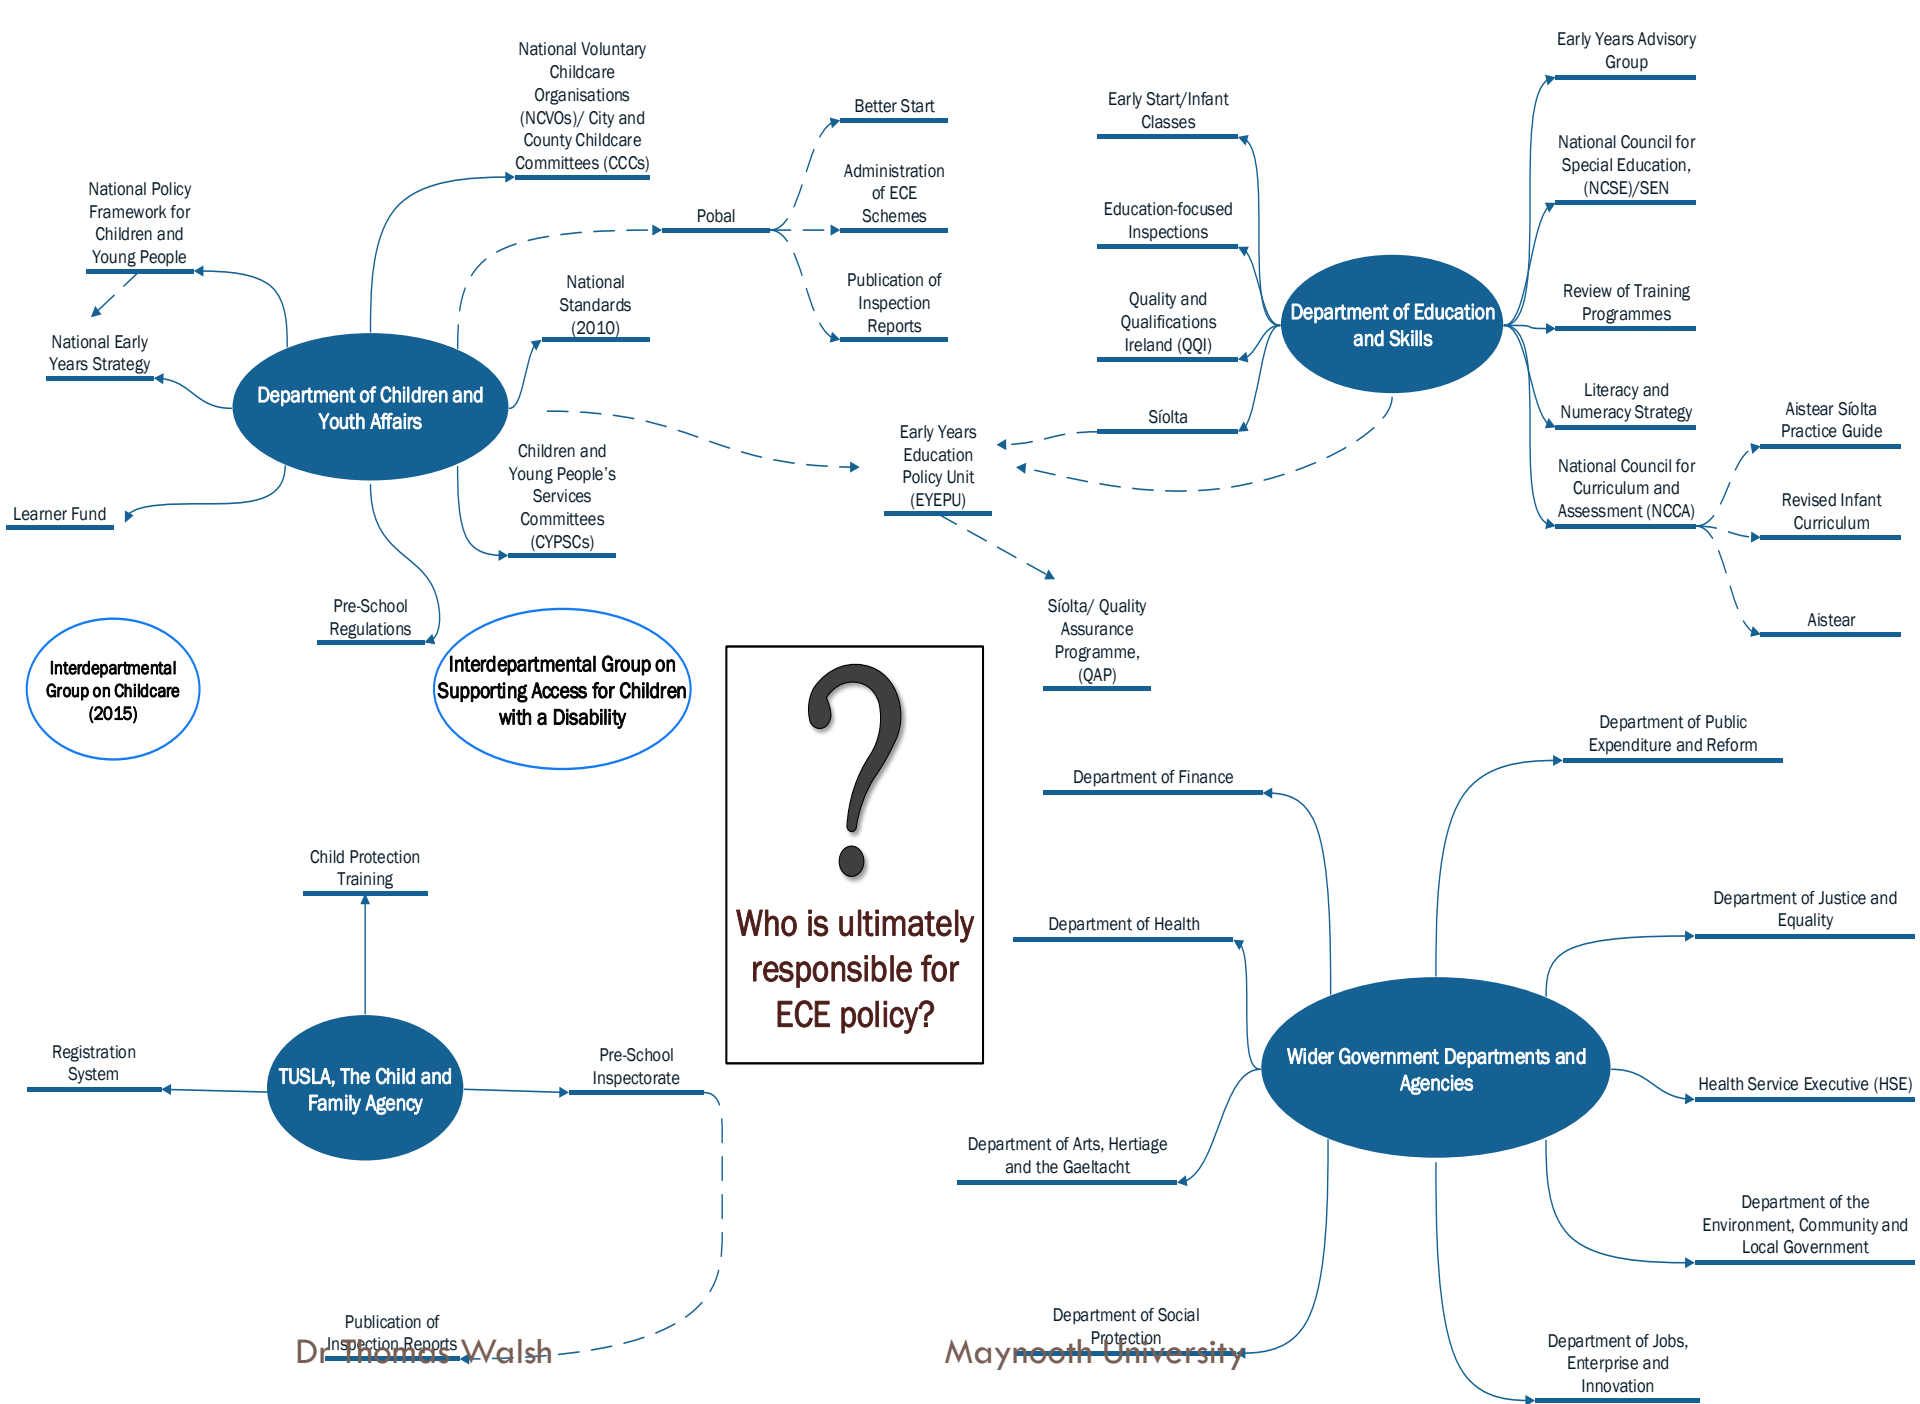 National Voluntary
Childcare
Organisations
(NCVOs)/ City and
County Childcare
Committees (CCCs)
National Policy
Framework for
Children and
Young People
National Early
Years Strategy
Department of Children and
Youth Affairs
Learner Fund
Pre-School
Regulations
National
Standards
(2010)
Children and
Young People’s
Services
Committees
(CYPSCs)
Pobal
Better Start
Administration
of ECE
Schemes
Publication of
Inspection
Reports
Early Years
Education
Policy Unit
(EYEPU)
Síolta/ Quality
Assurance
Programme,
(QAP)
Early Start/Infant
Classes
Education-focused
Inspections
Quality and
Qualifications
Ireland (QQI)
Síolta
Department of Education
and Skills
Early Years Advisory
Group
National Council for
Special Education,
(NCSE)/SEN
Review of Training
Programmes
Literacy and
Numeracy Strategy
National Council for
Curriculum and
Assessment (NCCA)
Aistear Síolta
Practice Guide
Revised Infant
Curriculum
Aistear
Interdepartmental
Group on Childcare
(2015)
Interdepartmental Group on
Supporting Access for Children
with a Disability
?
Who is ultimately
responsible for
ECE policy?
Child Protection
Training
Registration
System
TUSLA, The Child and
Family Agency
Pre-School
Inspectorate
Publication of
Inspection Reports
Department of Finance
Department of Health
Department of Arts, Hertiage
and the Gaeltacht
Department of Social
Protection
Wider Government Departments and
Agencies
Department of Public
Expenditure and Reform
Department of Justice and
Equality
Health Service Executive (HSE)
Department of the
Environment, Community and
Local Government
Department of Jobs,
Enterprise and
Innovation
Dr Thomas Walsh
Maynooth University